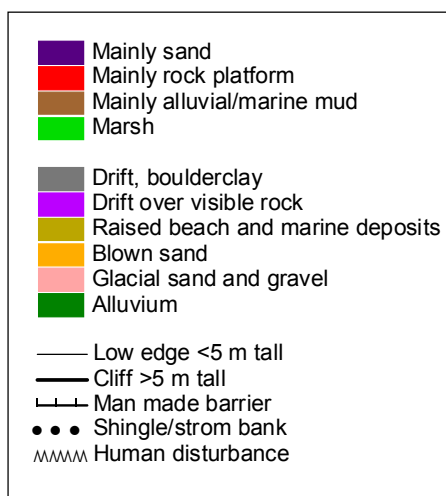 Mainly sand
Mainly rock platform
Mainly alluvial/marine mud
Marsh
Drift, boulderclay
Drift over visible rock
Raised beach and marine deposits
Blown sand
Glacial sand and gravel
Alluvium
Low edge <5 m tall
Cliff >5 m tall
Man made barrier
Shingle/strom bank
Human disturbance